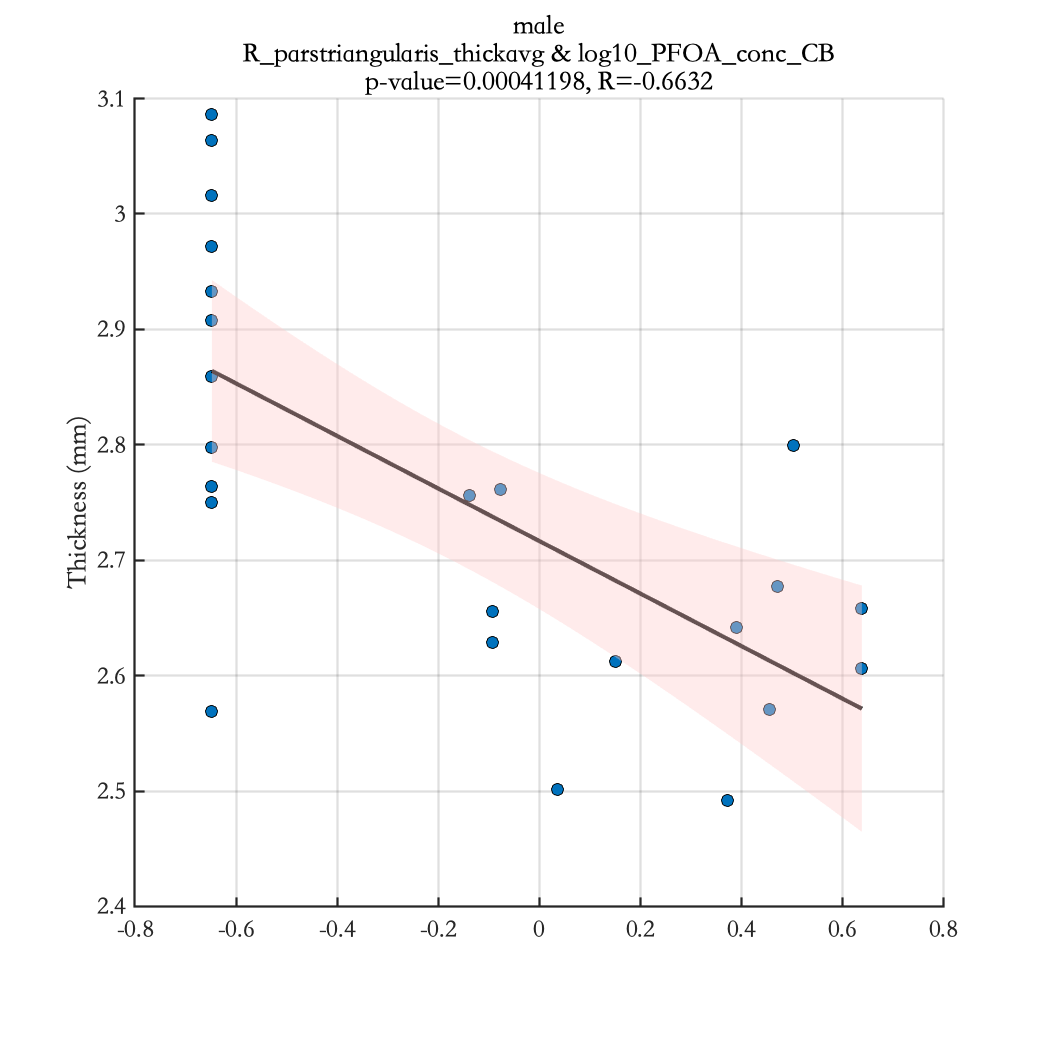 male
R_parstriangularis_thickavg & log10_PFOA_conc_CB
p-value=0.00041198, R=-0.6632
3.1
3
2.9
2.8
2.7
2.6
2.5
2.4
Thickness (mm)
-0.8 -0.6 -0.4 -0.2 0 0.2 0.4 0.6 0.8